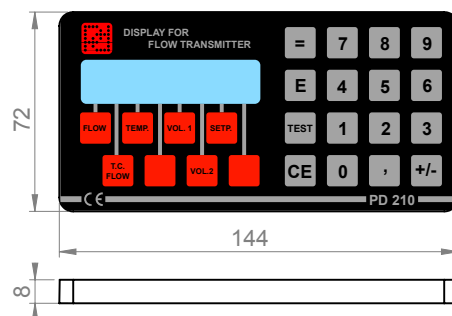 DISPLAY FOR
FLOW TRANSMITTER
= 7 8 9
E 4 5 6
FLOW TEMP. VOL. 1 SETP.
TEST 1 2 3
T.C.
FLOW VOL.2
CE 0 , +/-
CE PD 210
72
144
8